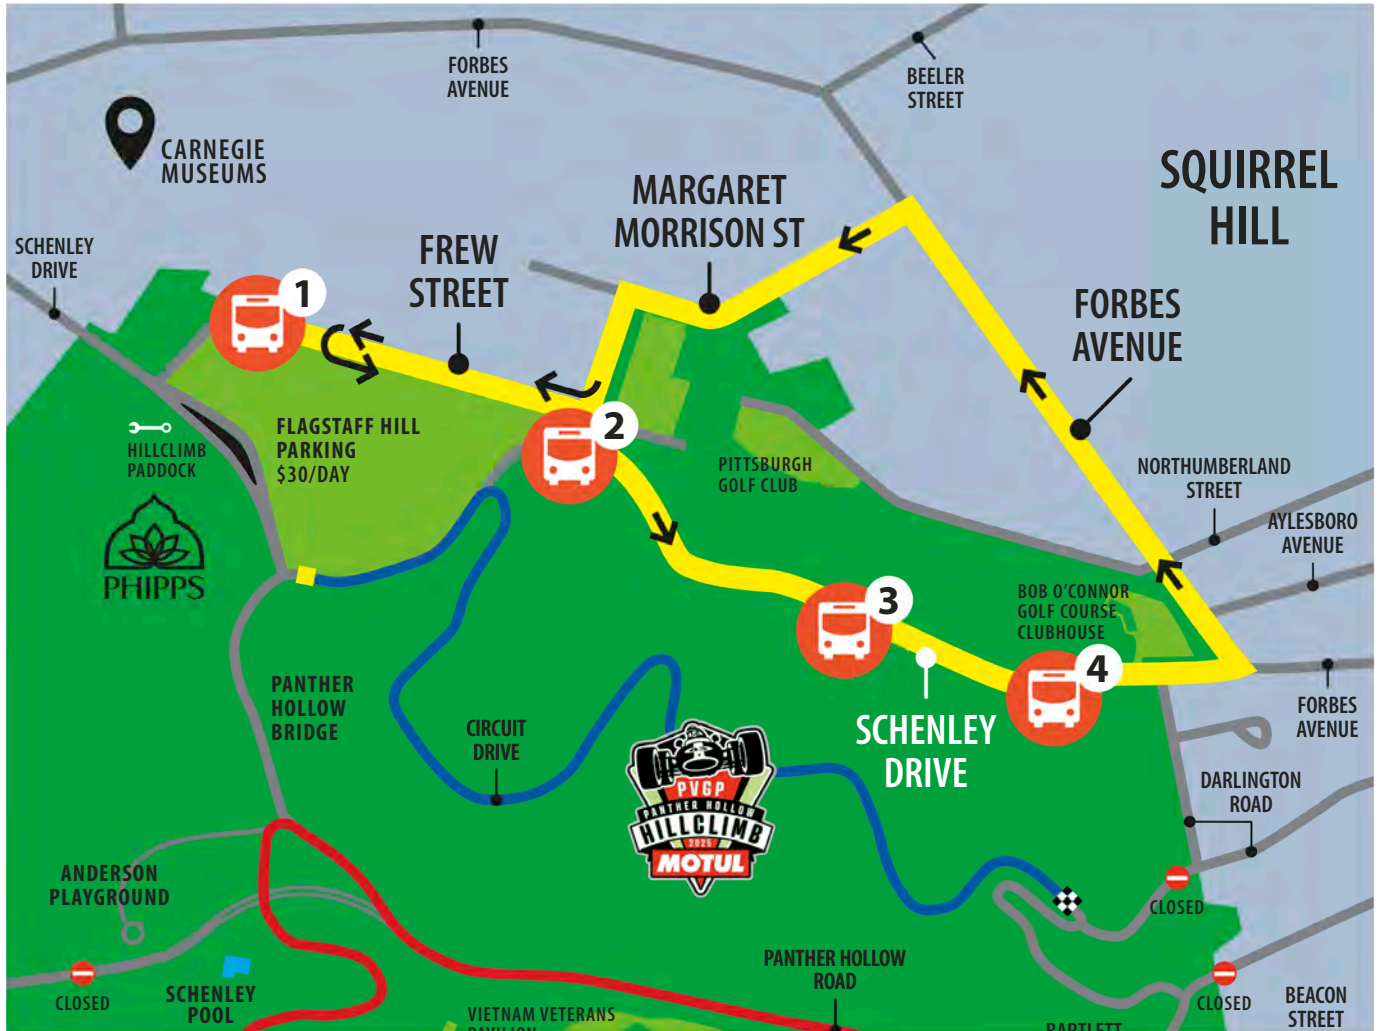 FORBES
AVENUE
BEELER
STREET
CARNEGIE
MUSEUMS
SQUIRREL
HILL
MARGARET
MORRISON ST
SCHENLEY
DRIVE
FREW
STREET
1
FORBES
AVENUE
2
FLAGSTAFF HILL
PARKING
$30/DAY
HILLCLIMB
PADDOCK
PITTSBURGH
GOLF CLUB
NORTHUMBERLAND
STREET
AYLESBORO
AVENUE
PHIPPS
3
BOB O'CONNOR
GOLF COURSE
CLUBHOUSE
4
PANTHER
HOLLOW
BRIDGE
CIRCUIT
DRIVE
SCHENLEY
DRIVE
FORBES
AVENUE
PVGP
PANTHER HOLLOW
HILLCLIMB
2025
MOTUL
DARLINGTON
ROAD
ANDERSON
PLAYGROUND
CLOSED
PANTHER HOLLOW
ROAD
CLOSED
SCHENLEY
POOL
VIETNAM VETERANS
PAVILION
CLOSED
BEACON
STREET
BARTLETT